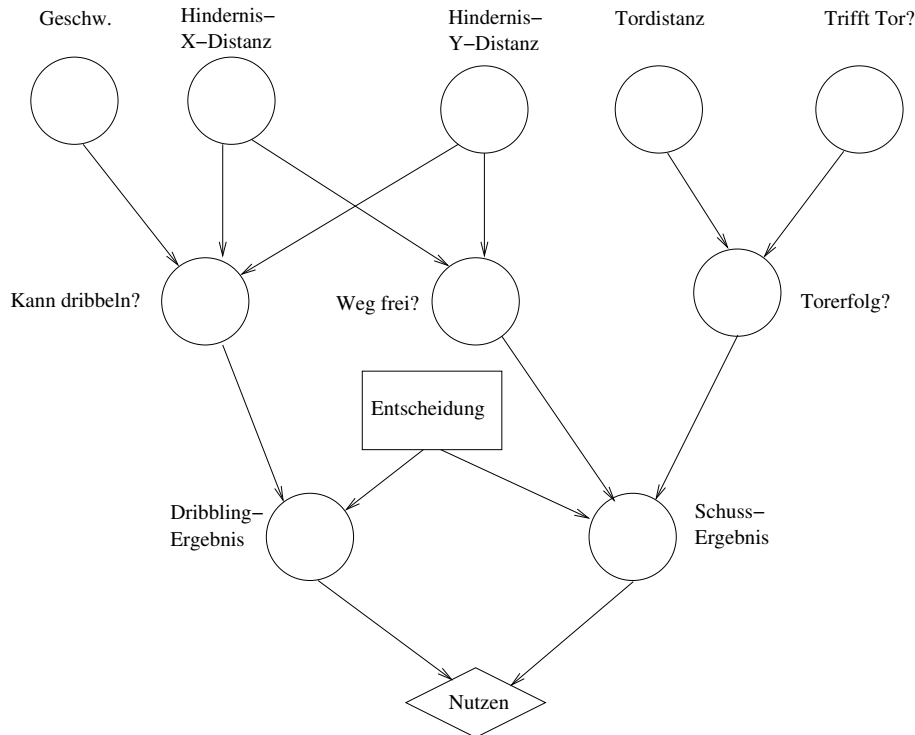 Geschw.
Hindernis−
X−Distanz
Hindernis−
Y−Distanz
Tordistanz
Trifft Tor?
Kann dribbeln?
Weg frei?
Torerfolg?
Entscheidung
Dribbling−
Ergebnis
Schuss−
Ergebnis
Nutzen